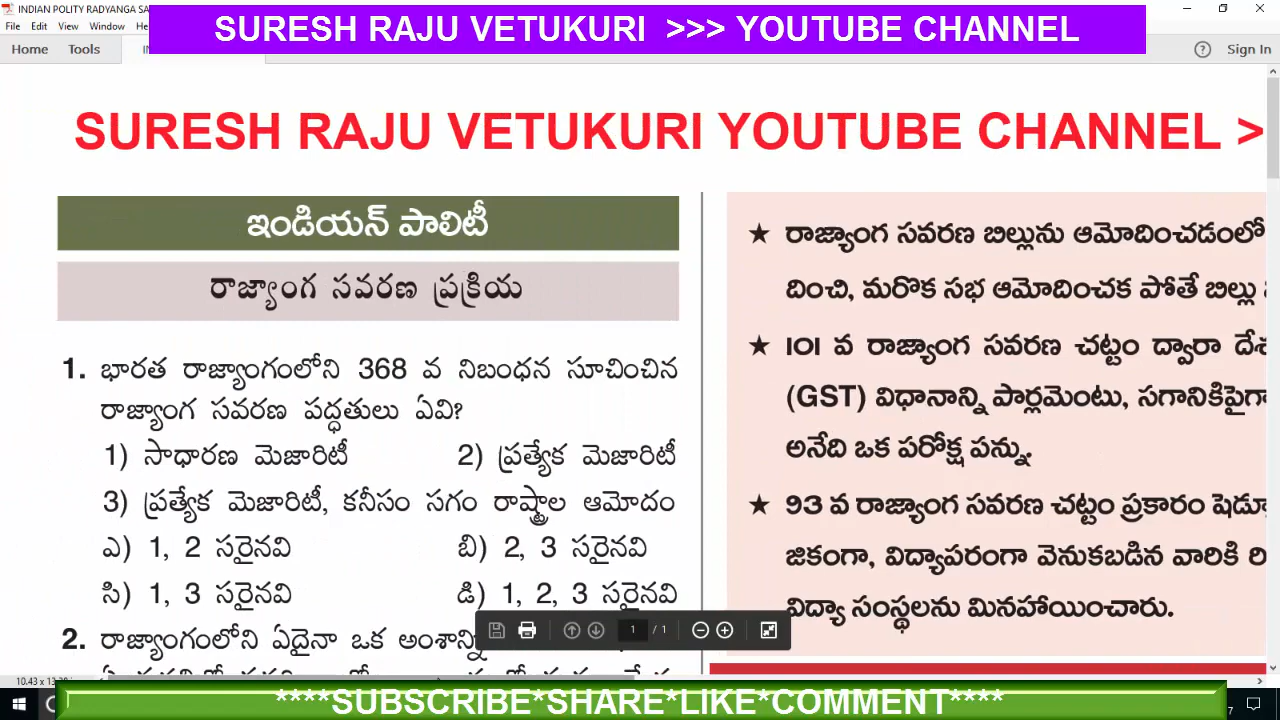 INDIAN POLITY RADYANGA SA
SURESH RAJU VETUKURI >>> YOUTUBE CHANNEL
File Edit View Window
Home Tools
Sign In
SURESH RAJU VETUKURI YOUTUBE CHANNEL >
ఇండియన్ పాలిటీ
రాజ్యాంగ సవరణ ప్రక్రియ
1. భారత రాజ్యాంగంలోని 368 వ నిబంధన సూచించిన
రాజ్యాంగ సవరణ పద్ధతులు ఏవి?
1) సాధారణ మెజారిటీ 2) ప్రత్యేక మెజారిటీ
3) ప్రత్యేక మెజారిటీ, కనీసం సగం రాష్ట్రాల ఆమోదం
ఎ) 1, 2 సరైనవి బి) 2, 3 సరైనవి
సి) 1, 3 సరైనవి డి) 1, 2, 3 సరైనవి
2. రాజ్యాంగంలోని ఏదైనా ఒక అంశాన్ని
★ రాజ్యాంగ సవరణ బిల్లును ఆమోదించడంలో
దించి, మరొక సభ ఆమోదించక పోతే బిల్లు
★ 101 వ రాజ్యాంగ సవరణ చట్టం ద్వారా
(GST) విధానాన్ని పార్లమెంటు, సగానికిపైగా
అనేది ఒక పరోక్ష పన్ను.
★ 93 వ రాజ్యాంగ సవరణ చట్టం ప్రకారం
జికంగా, విద్యాపరంగా వెనుకబడిన వారికి
విద్యా సంస్థలను మినహాయించారు.
1 / 1
****SUBSCRIBE*SHARE*LIKE*COMMENT****